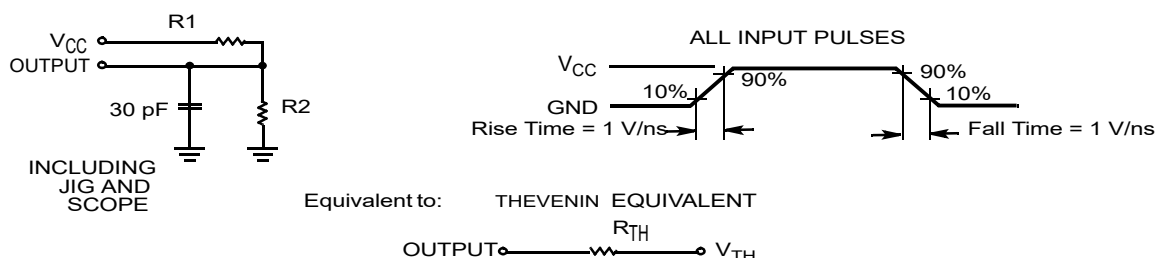 R1
VCC
OUTPUT
30 pF
R2
INCLUDING
JIG AND
SCOPE
ALL INPUT PULSES
VCC
GND
10%
90%
90%
10%
Rise Time = 1 V/ns
Fall Time = 1 V/ns
Equivalent to: THEVENIN EQUIVALENT
RTH
OUTPUT
VTH